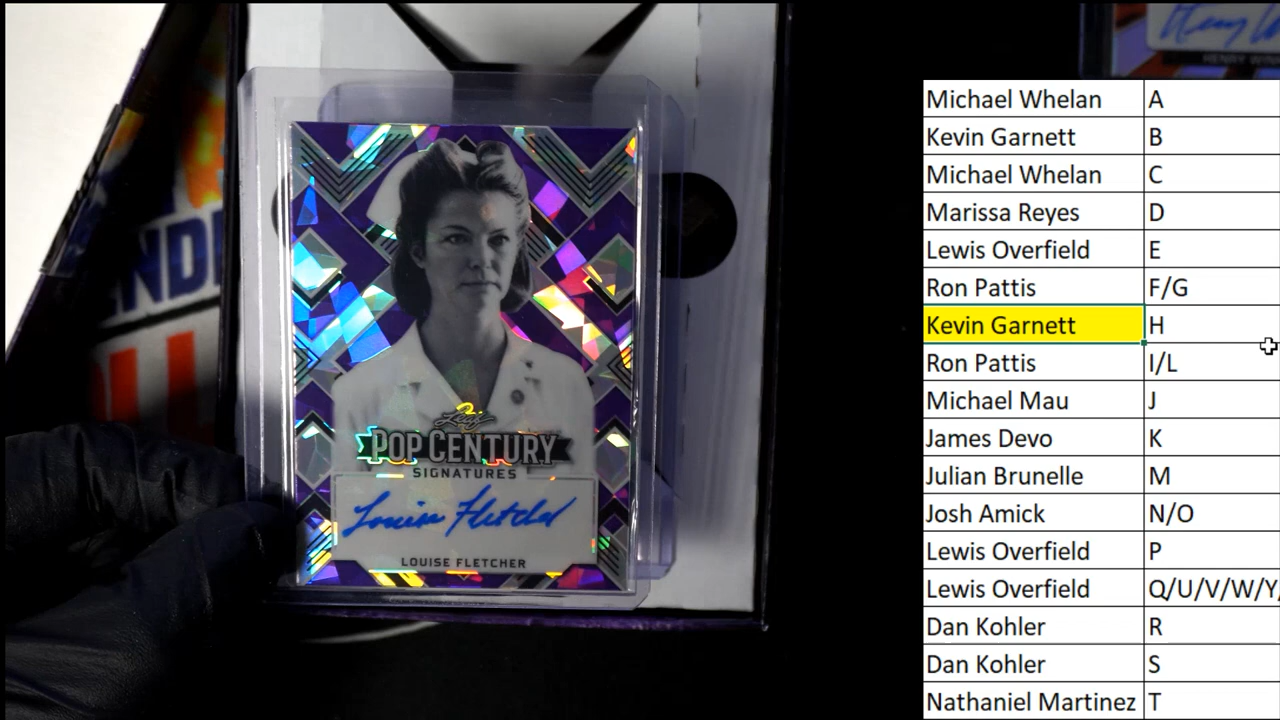 NDI
Leaf
POP CENTURY
SIGNATURES
Louise Fletcher
LOUISE FLETCHER
Henry
Michael Whelan A
Kevin Garnett B
Michael Whelan C
Marissa Reyes D
Lewis Overfield E
Ron Pattis F/G
Kevin Garnett H
Ron Pattis I/L
Michael Mau J
James Devo K
Julian Brunelle M
Josh Amick N/O
Lewis Overfield P
Lewis Overfield Q/U/V/W/Y/
Dan Kohler R
Dan Kohler S
Nathaniel Martinez T